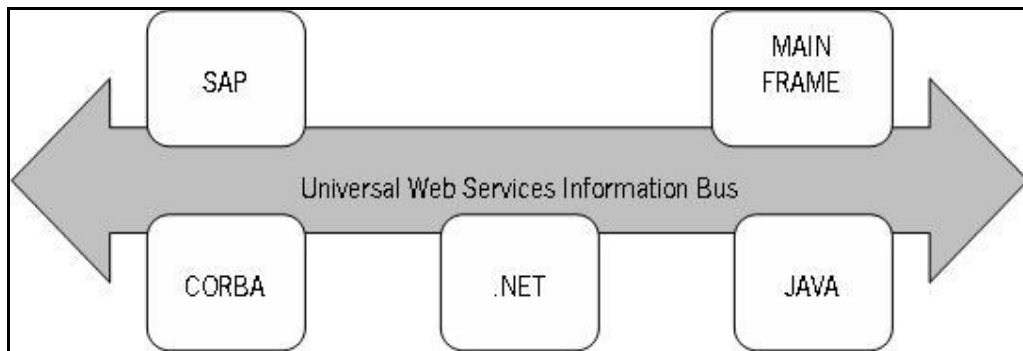 SAP
MAIN
FRAME
Universal Web Services Information Bus
CORBA
.NET
JAVA